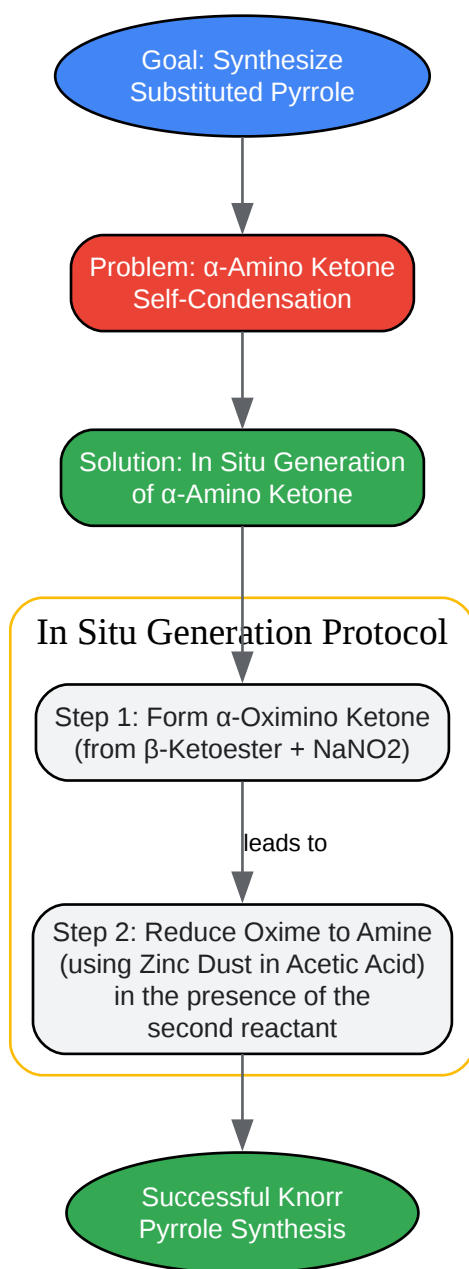 Goal: Synthesize
Substituted Pyrrole
Problem: α-Amino Ketone
Self-Condensation
Solution: In Situ Generation
of α-Amino Ketone
In Situ Generation Protocol
Step 1: Form α-Oximino Ketone
(from β-Ketoester + NaNO2)
leads to
Step 2: Reduce Oxime to Amine
(using Zinc Dust in Acetic Acid)
in the presence of the
second reactant
Successful Knorr
Pyrrole Synthesis